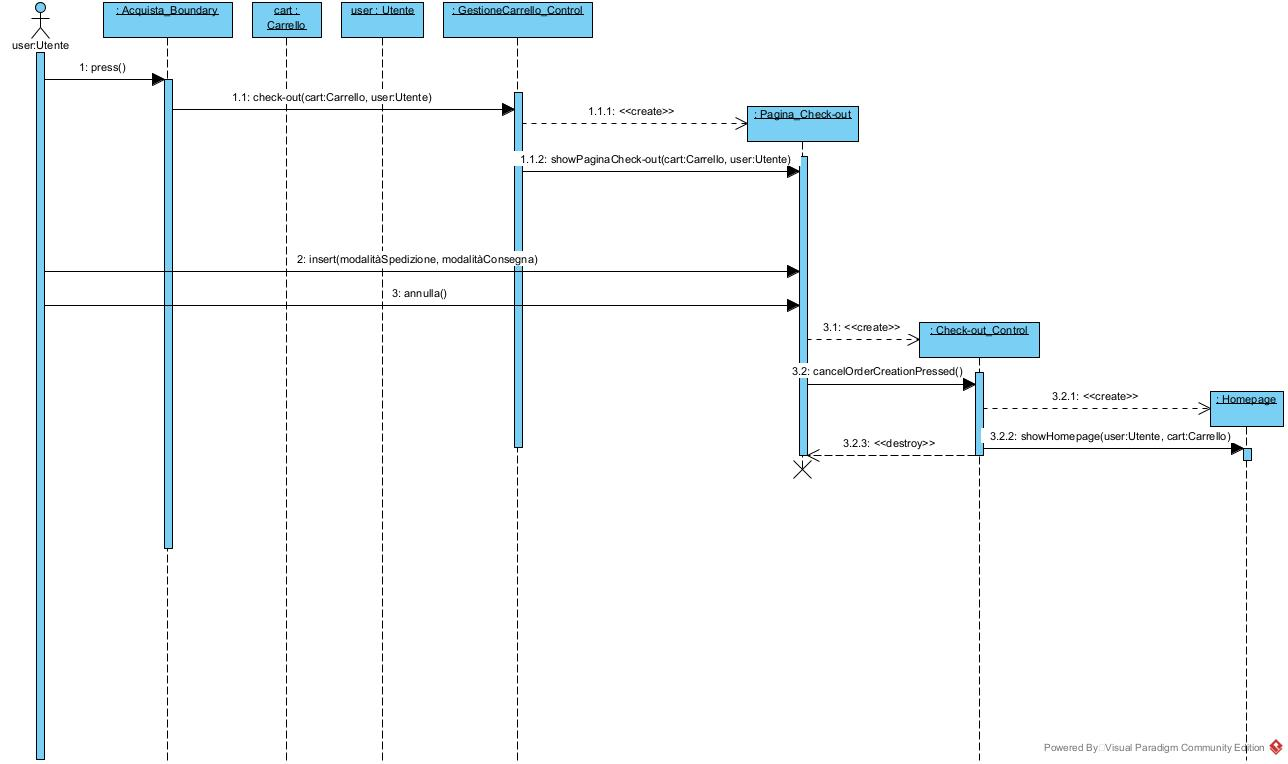 : Acquista_Boundary
cart :
Carrello
user : Utente
: GestioneCarrello_Control
user:Utente
1: press()
1.1: check-out(cart:Carrello, user:Utente)
1.1.1: <<create>>
: Pagina_Check-out
1.1.2: showPaginaCheck-out(cart:Carrello, user:Utente)
2: insert(modalitàSpedizione, modalitàConsegna)
3: annulla()
3.1: <<create>>
: Check-out_Control
3.2: cancelOrderCreationPressed()
3.2.1: <<create>>
: Homepage
3.2.2: showHomepage(user:Utente, cart:Carrello)
3.2.3: <<destroy>>
Powered By□Visual Paradigm Community Edition